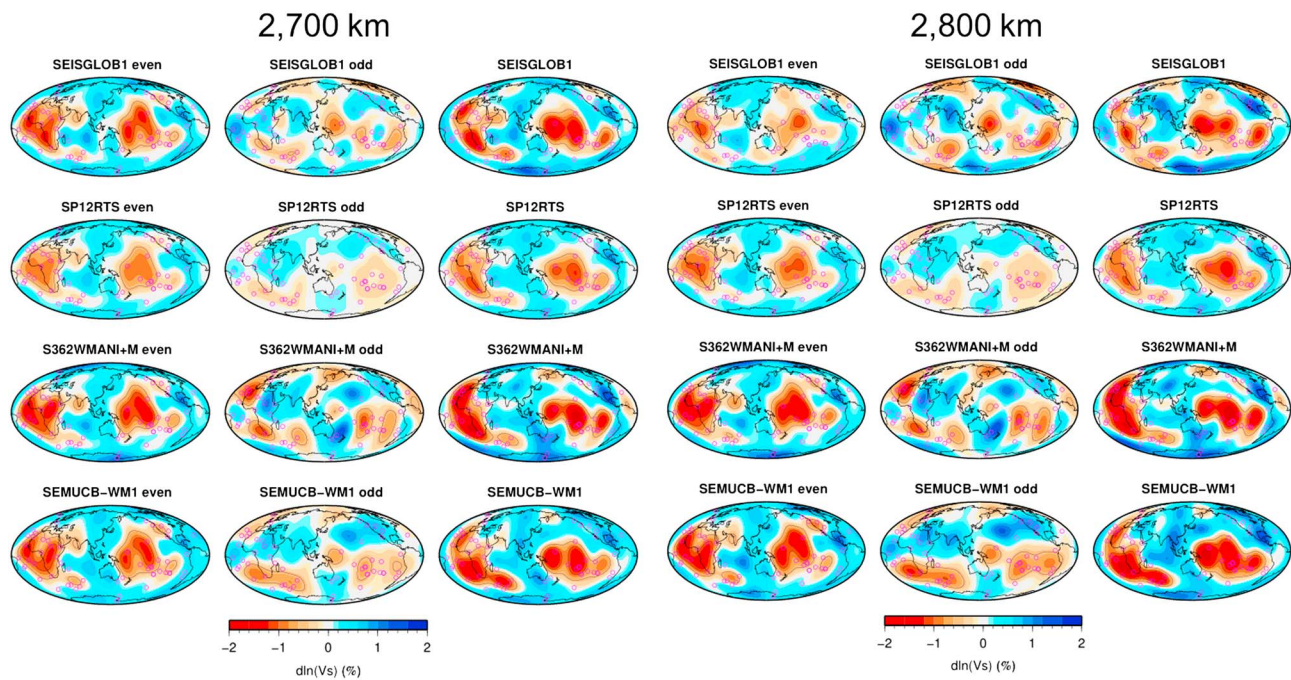 2,700 km
2,800 km
SEISGLOB1 even
SEISGLOB1 odd
SEISGLOB1
SEISGLOB1 even
SEISGLOB1 odd
SEISGLOB1
SP12RTS even
SP12RTS odd
SP12RTS
SP12RTS even
SP12RTS odd
SP12RTS
S362WMANI+M even
S362WMANI+M odd
S362WMANI+M
S362WMANI+M even
S362WMANI+M odd
S362WMANI+M
SEMUCB−WM1 even
SEMUCB−WM1 odd
SEMUCB−WM1
SEMUCB−WM1 even
SEMUCB−WM1 odd
SEMUCB−WM1
−2 −1 0 1 2
dln(Vs) (%)
−2 −1 0 1 2
dln(Vs) (%)